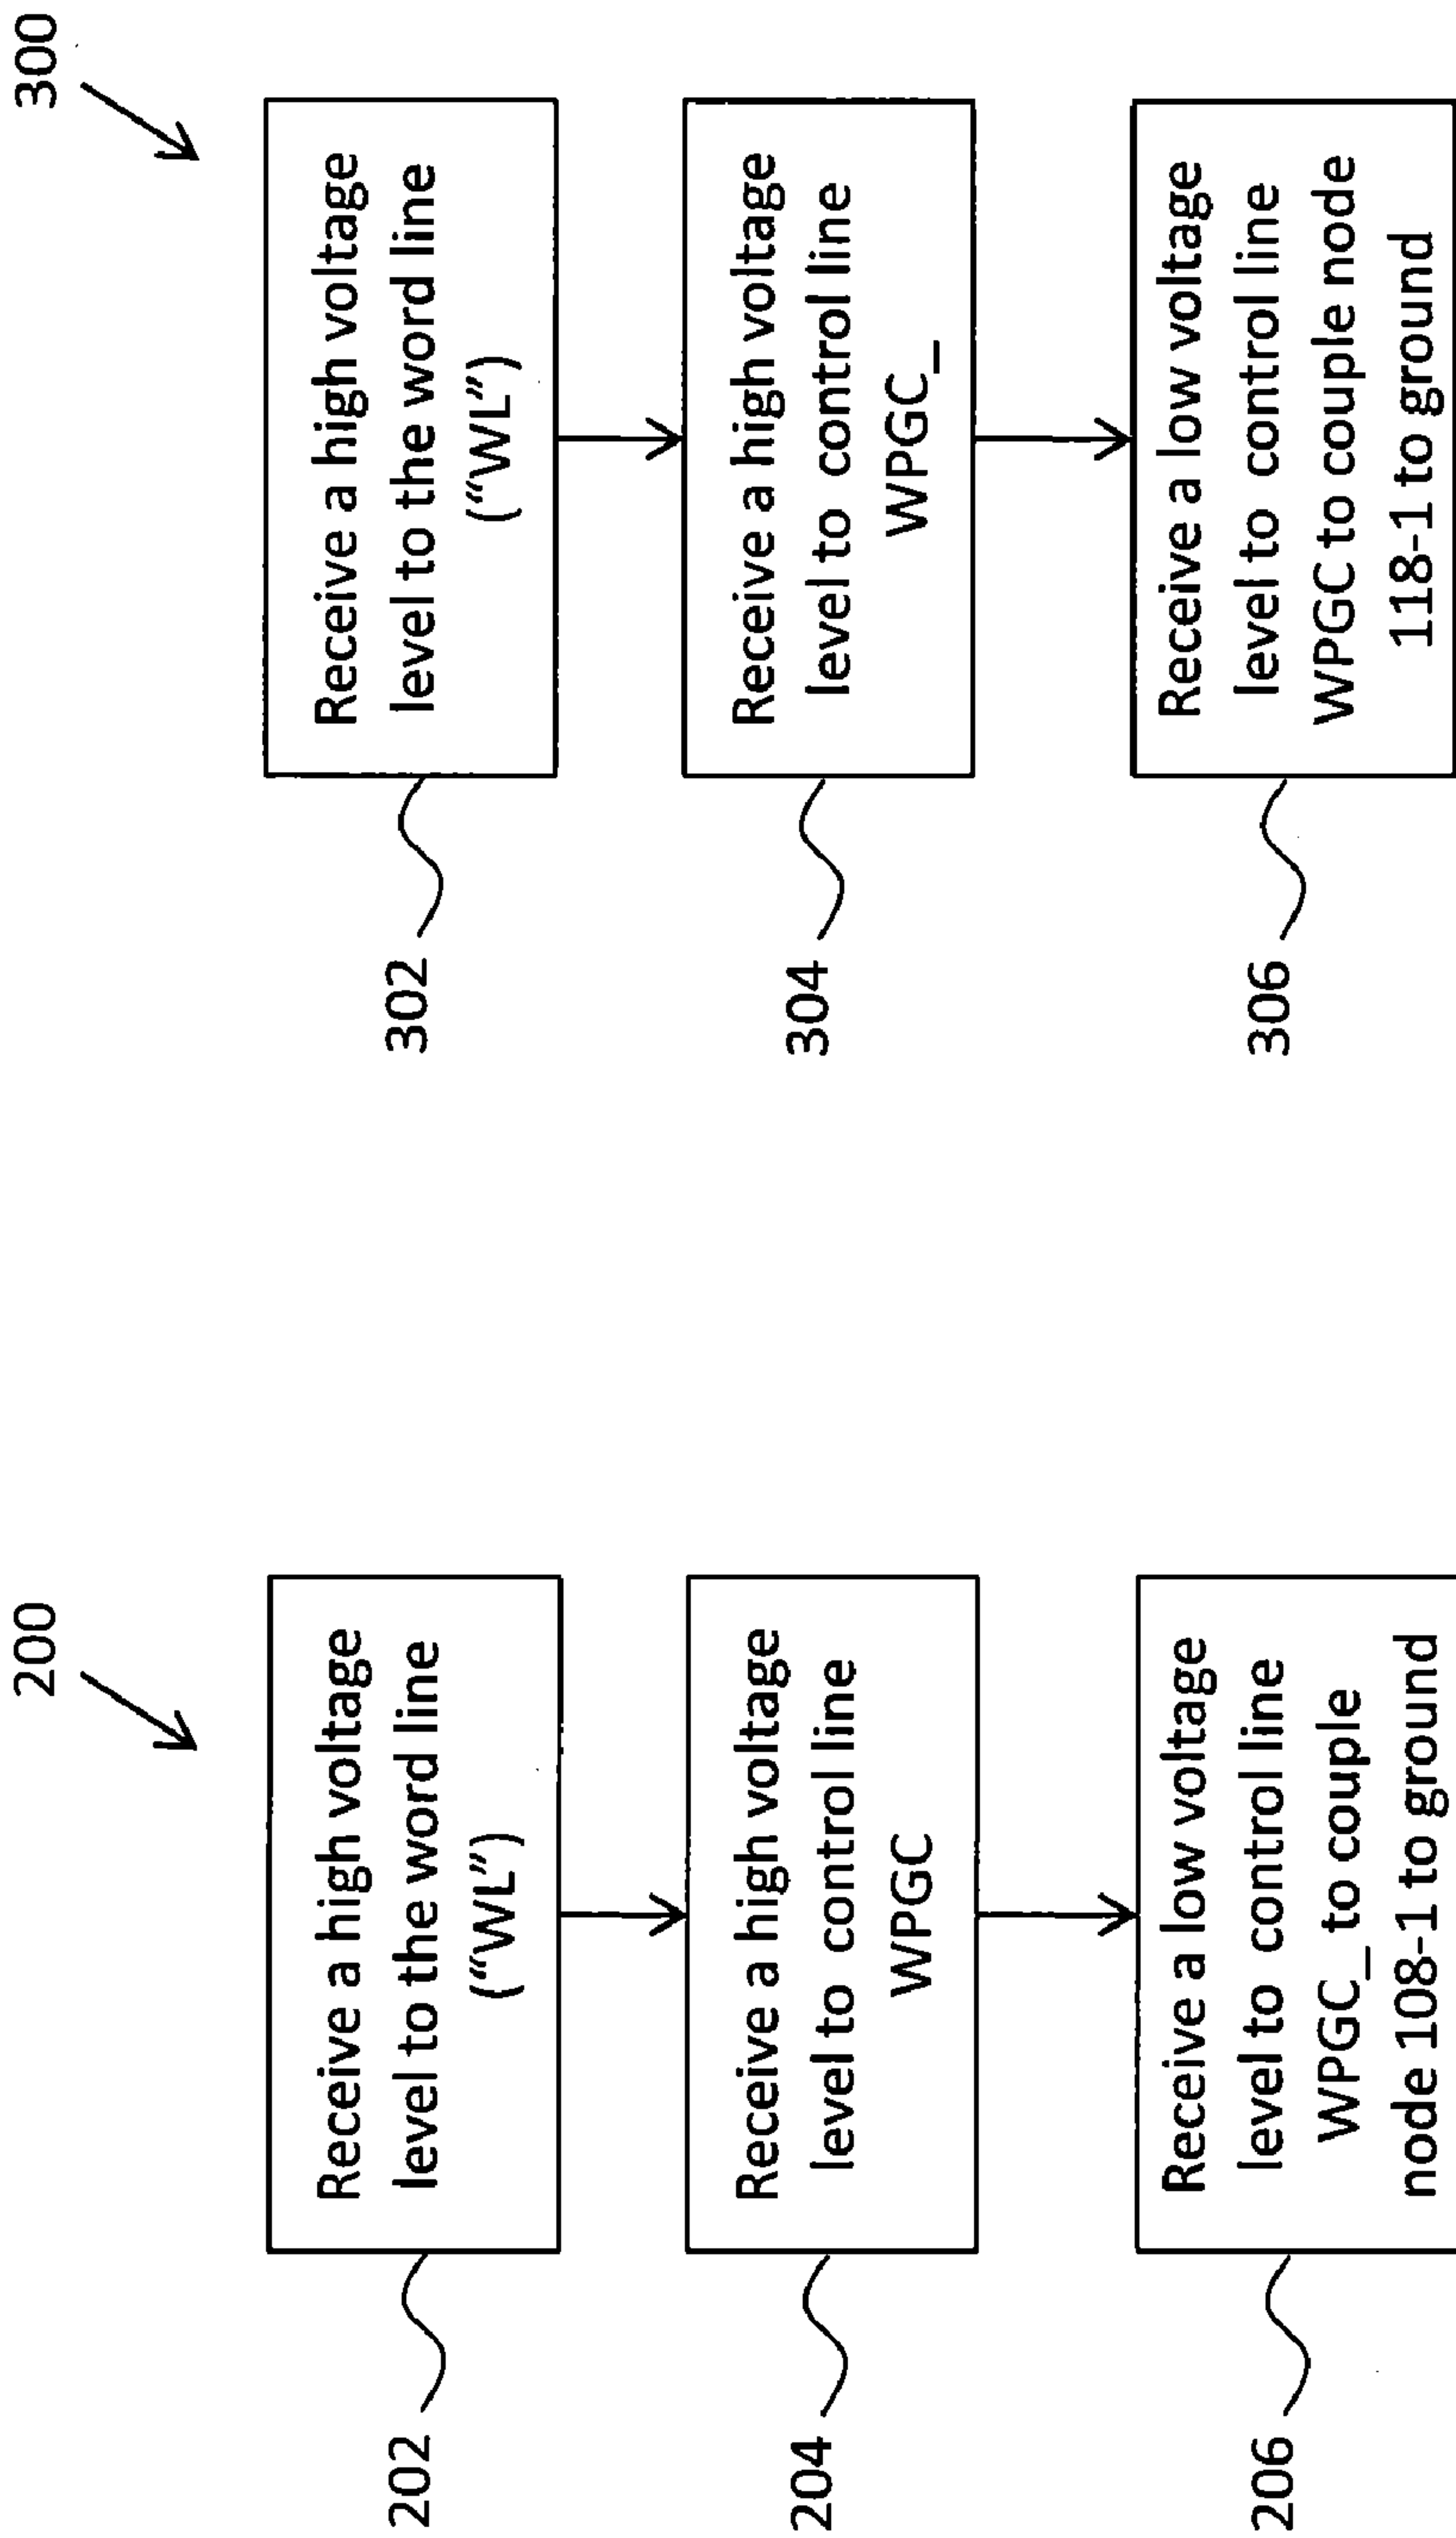 200
202
Receive a high voltage
level to the word line
(“WL”)
204
Receive a high voltage
level to control line
WPGC
206
Receive a low voltage
level to control line
WPGC_ to couple
node 108-1 to ground
300
302
Receive a high voltage
level to the word line
(“WL”)
304
Receive a high voltage
level to control line
WPGC_
306
Receive a low voltage
level to control line
WPGC to couple node
118-1 to ground